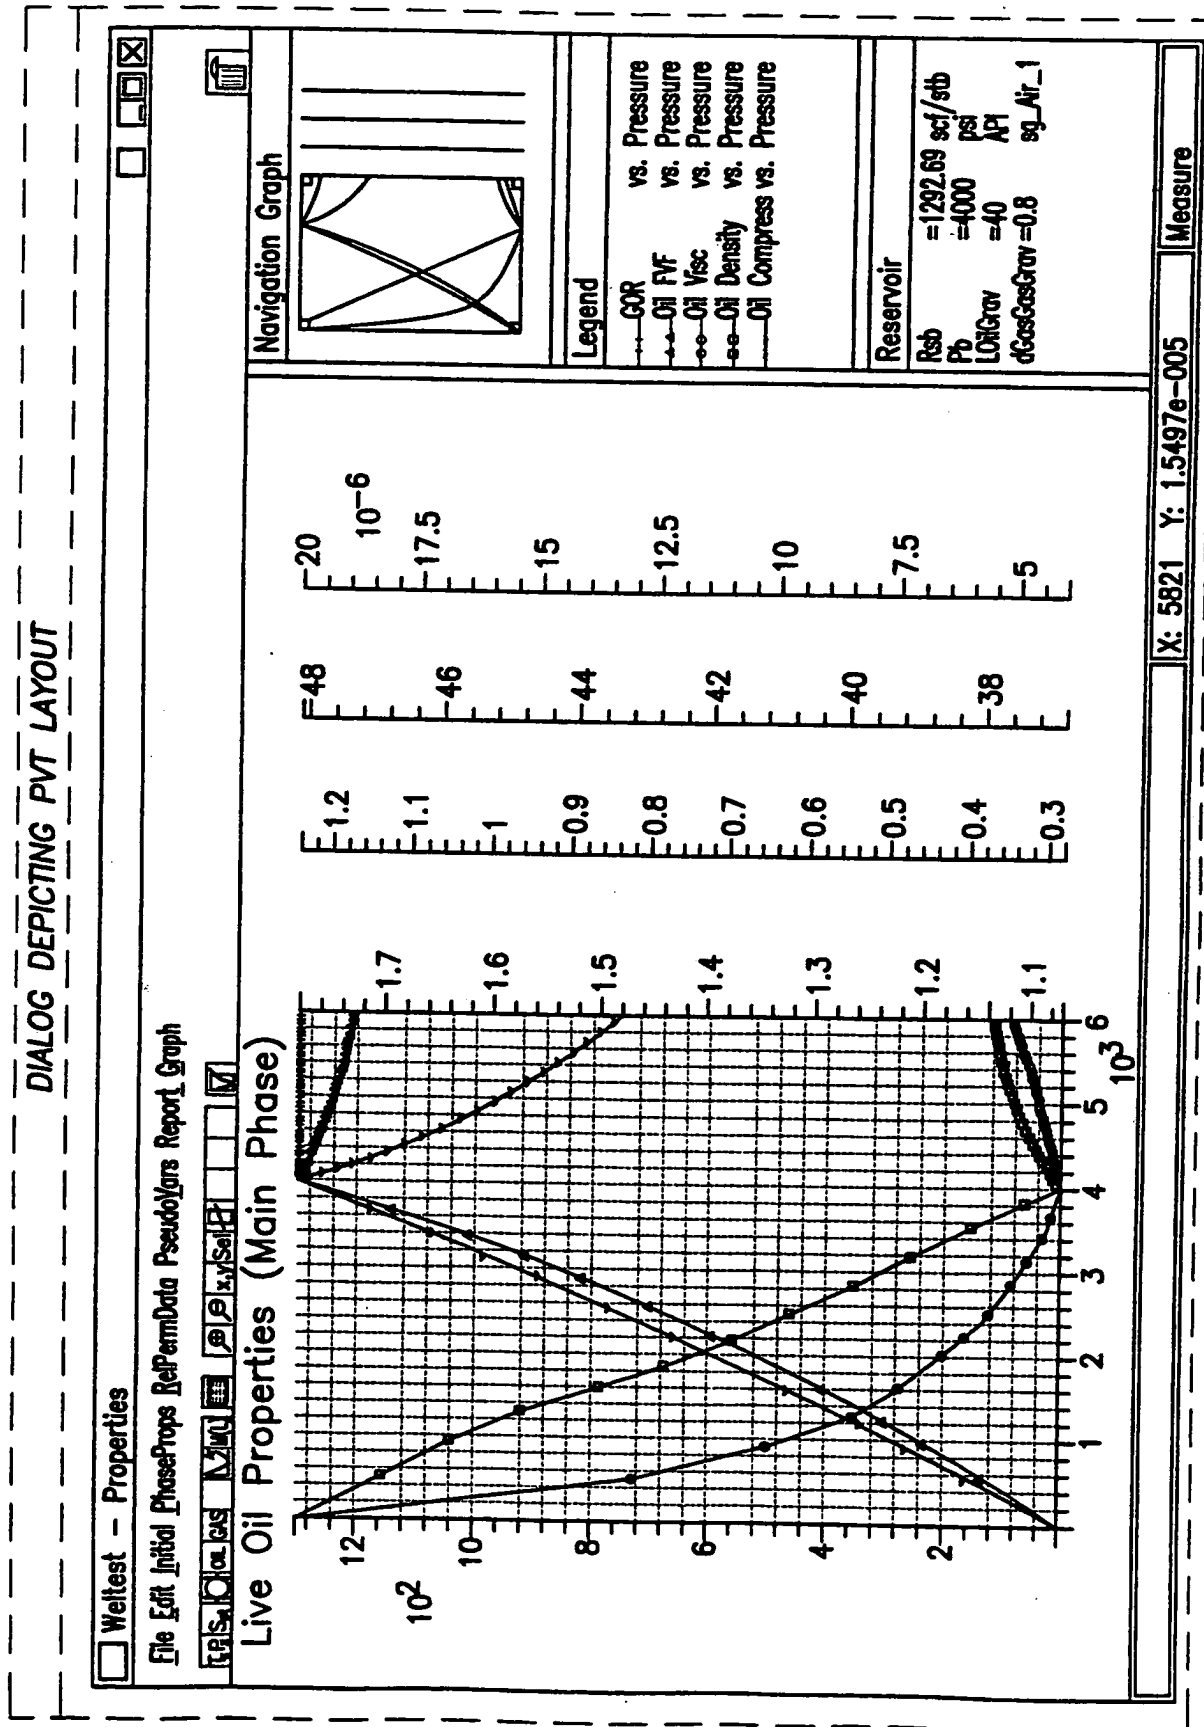 DIALOG DEPICTING PVT LAYOUT
Weltest - Properties
File Edit Initial PhaseProps RelPermData PseudoVars Report Graph
OIL GAS x,y Sel
Live Oil Properties (Main Phase)
12
10
8
6
4
2
10²
1
2
3
4
5
6
10³
1.7
1.6
1.5
1.4
1.3
1.2
1.1
1.2
1.1
1
0.9
0.8
0.7
0.6
0.5
0.4
0.3
48
46
44
42
40
38
20
10⁻⁶
17.5
15
12.5
10
7.5
5
Navigation Graph
Legend
GOR vs. Pressure
Oil FVF vs. Pressure
Oil Visc vs. Pressure
Oil Density vs. Pressure
Oil Compress vs. Pressure
Reservoir
Rsb =1292.69 scf/stb
Pb =4000 psi
LOilGrav =40 API
dGasGasGrav =0.8 sg_Air_1
X: 5821 Y: 1.5497e-005
Measure